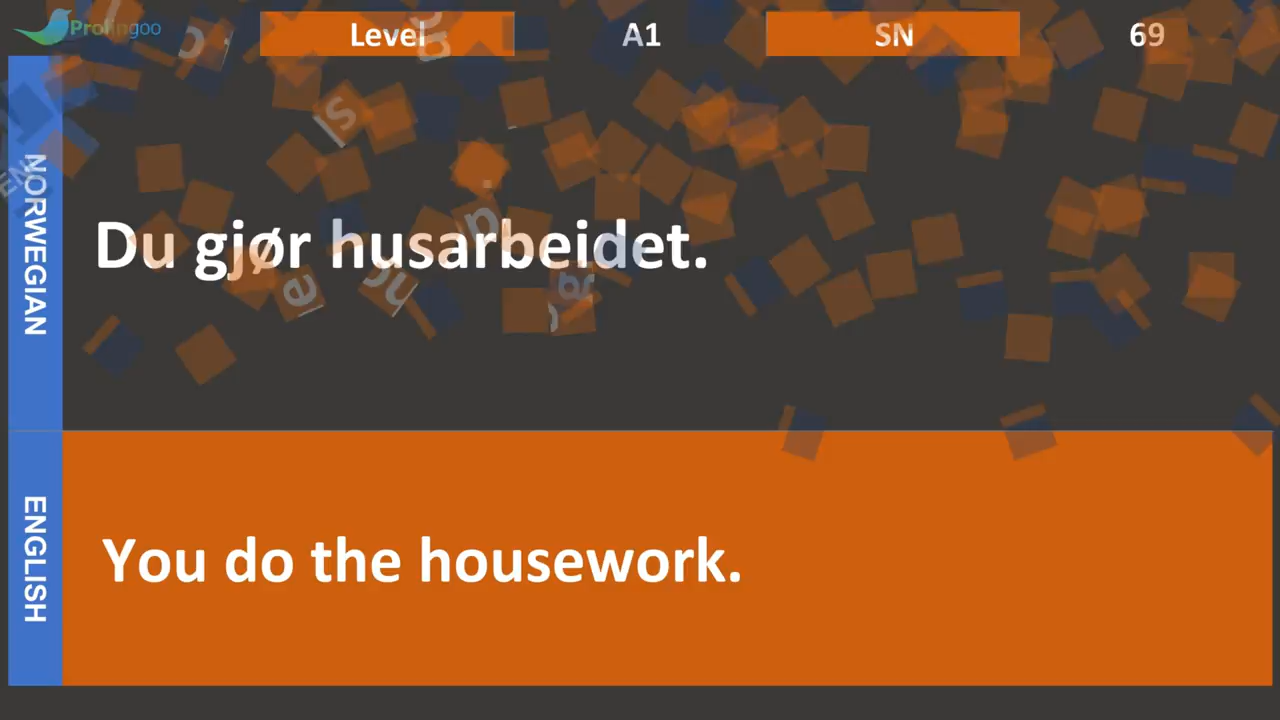 Prolingoo
Level A1 SN 69
NORWEGIAN
Du gjør husarbeidet.
ENGLISH
You do the housework.